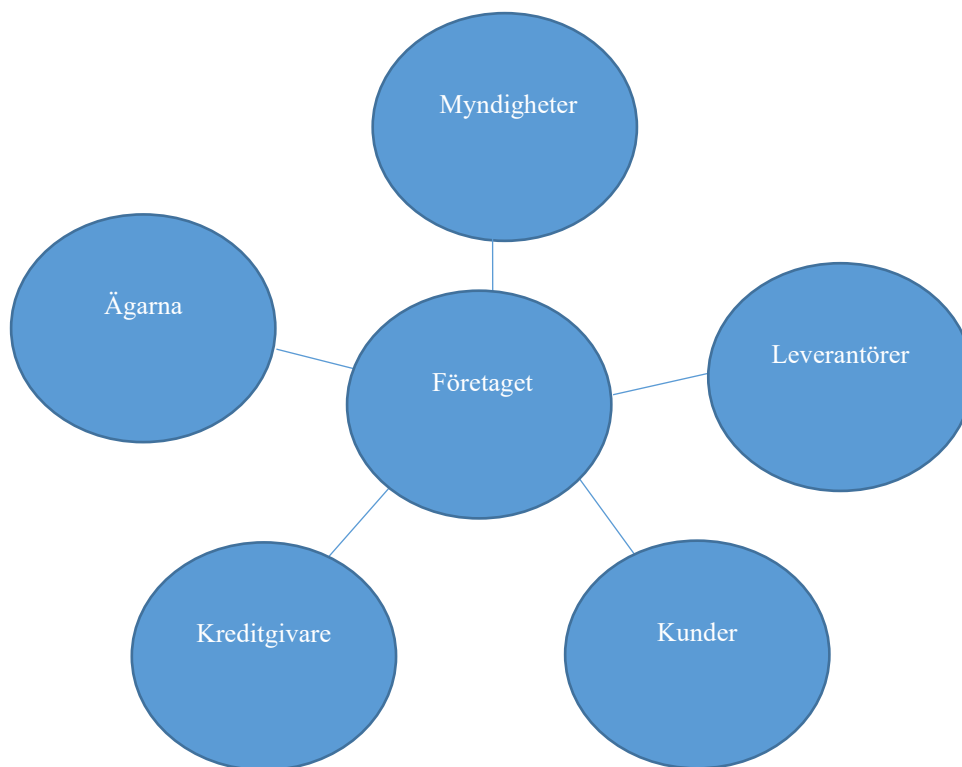 Myndigheter
Ägarna
Leverantörer
Företaget
Kreditgivare
Kunder